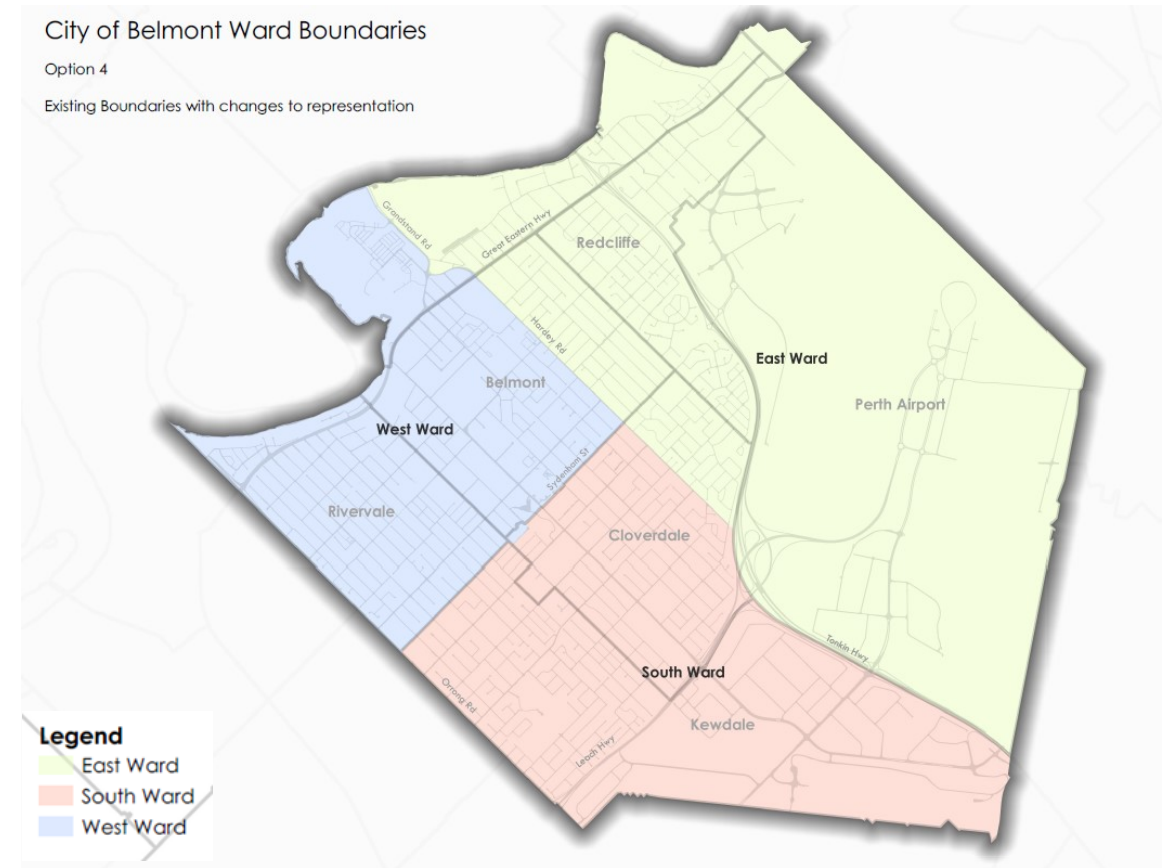 City of Belmont Ward Boundaries
Option 4
Existing Boundaries with changes to representation
Grandstand Rd
Great Eastern Hwy
Redcliffe
Hardey Rd
East Ward
Belmont
Perth Airport
West Ward
Sydenham St
Rivervale
Cloverdale
Tonkin Hwy
South Ward
Orrong Rd
Kewdale
Leach Hwy
Legend
East Ward
South Ward
West Ward